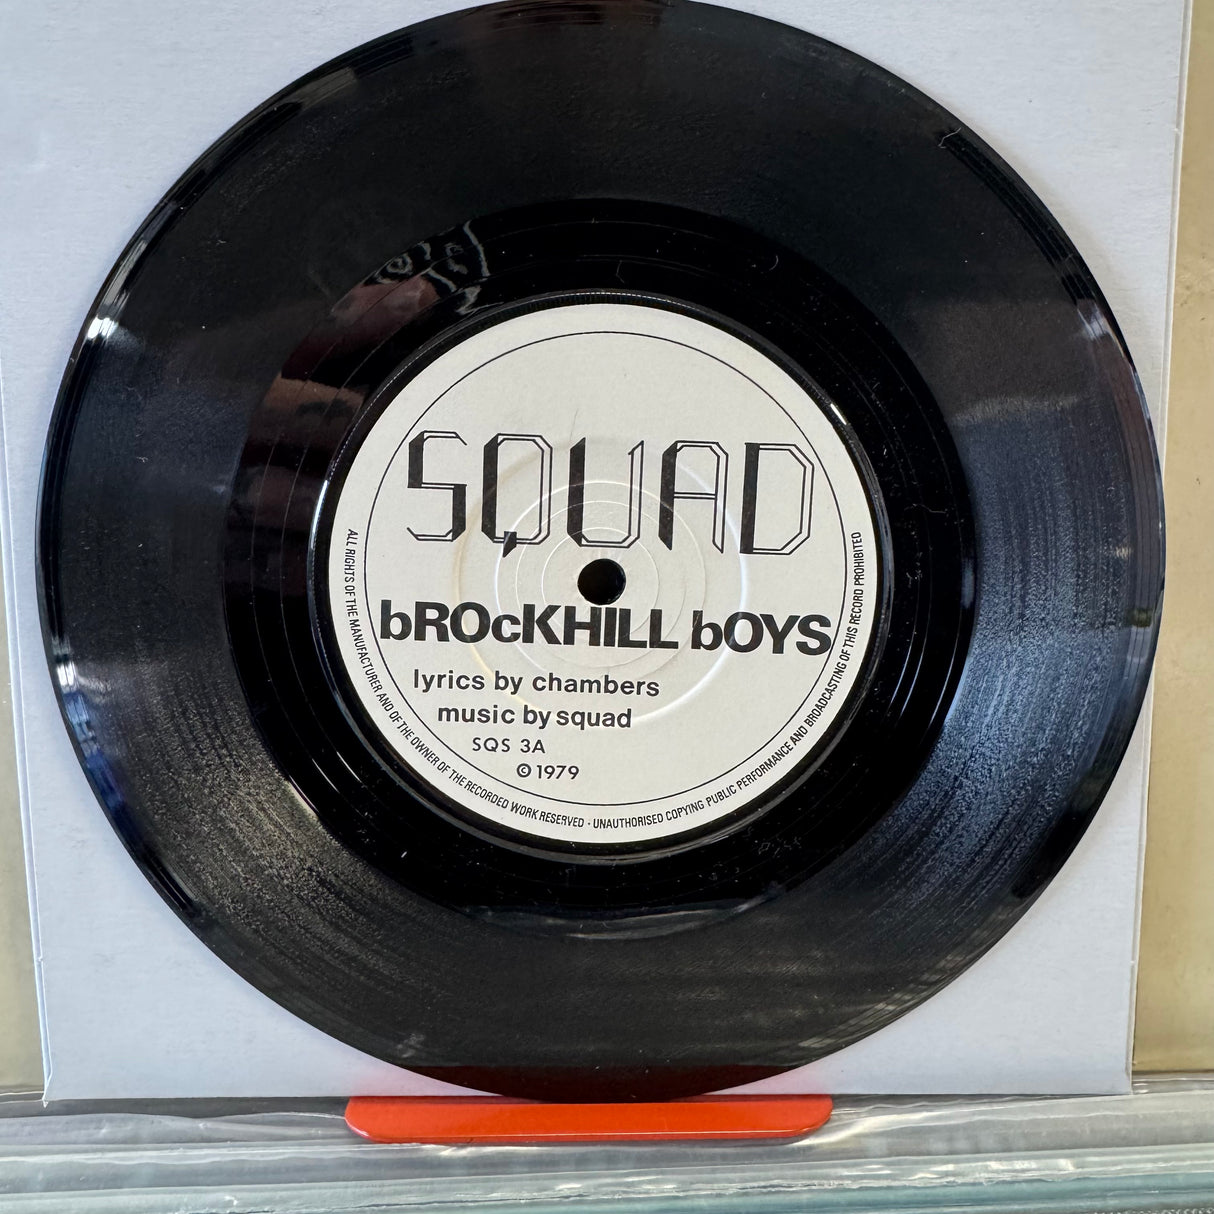 SQUAD
bROcKHILL bOYS
lyrics by chambers
music by squad
SQS 3A
© 1979
ALL RIGHTS OF THE MANUFACTURER AND OF THE OWNER OF THE RECORDED WORK RESERVED · UNAUTHORISED COPYING PUBLIC PERFORMANCE AND BROADCASTING OF THIS RECORD PROHIBITED